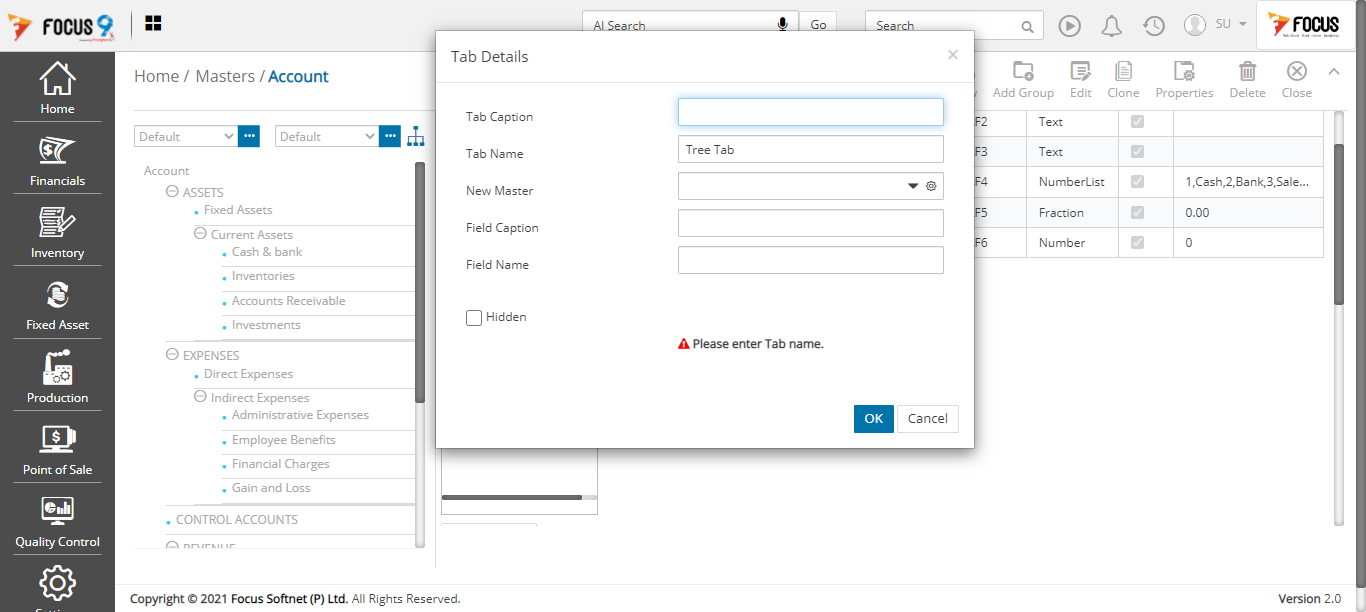 FOCUS 9
AI Search
Go
Search
SU
FOCUS
Home
Financials
Inventory
Fixed Asset
Production
Point of Sale
Quality Control
Home / Masters / Account
Default
Default
Account
ASSETS
Fixed Assets
Current Assets
Cash & bank
Inventories
Accounts Receivable
Investments
EXPENSES
Direct Expenses
Indirect Expenses
Administrative Expenses
Employee Benefits
Financial Charges
Gain and Loss
CONTROL ACCOUNTS
REVENUE
Tab Details
×
Tab Caption
Tab Name Tree Tab
New Master
Field Caption
Field Name
Hidden
Please enter Tab name.
OK Cancel
Add Group Edit Clone Properties Delete Close
F2 Text
F3 Text
F4 NumberList 1,Cash,2,Bank,3,Sale...
F5 Fraction 0.00
F6 Number 0
Copyright © 2021 Focus Softnet (P) Ltd. All Rights Reserved.
Version 2.0